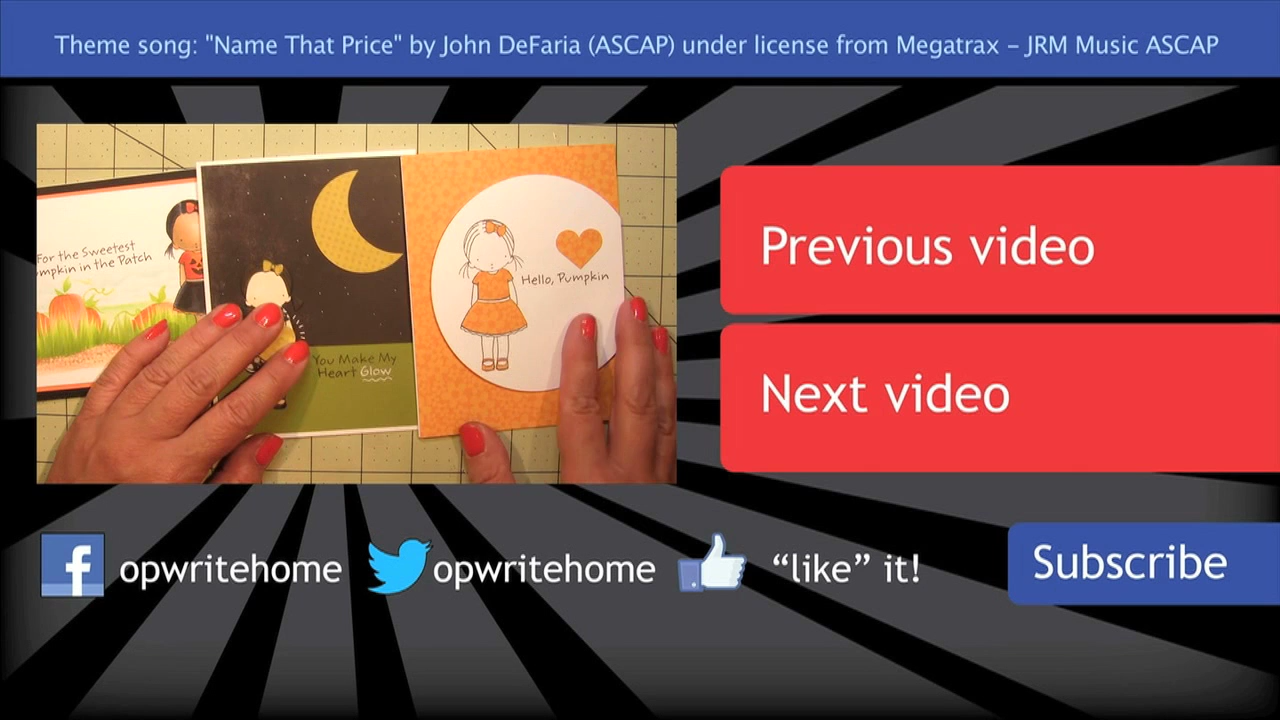 Theme song: "Name That Price" by John DeFaria (ASCAP) under license from Megatrax – JRM Music ASCAP
For the Sweetest
mpkin in the Patch
You Make My
Heart Glow
Hello, Pumpkin
Previous video
Next video
f opwritehome
opwritehome
“like” it!
Subscribe